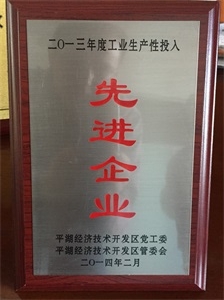 二〇一三年度工业生产性投入
先进企业
平湖经济技术开发区党工委
平湖经济技术开发区管委会
二〇一四年二月